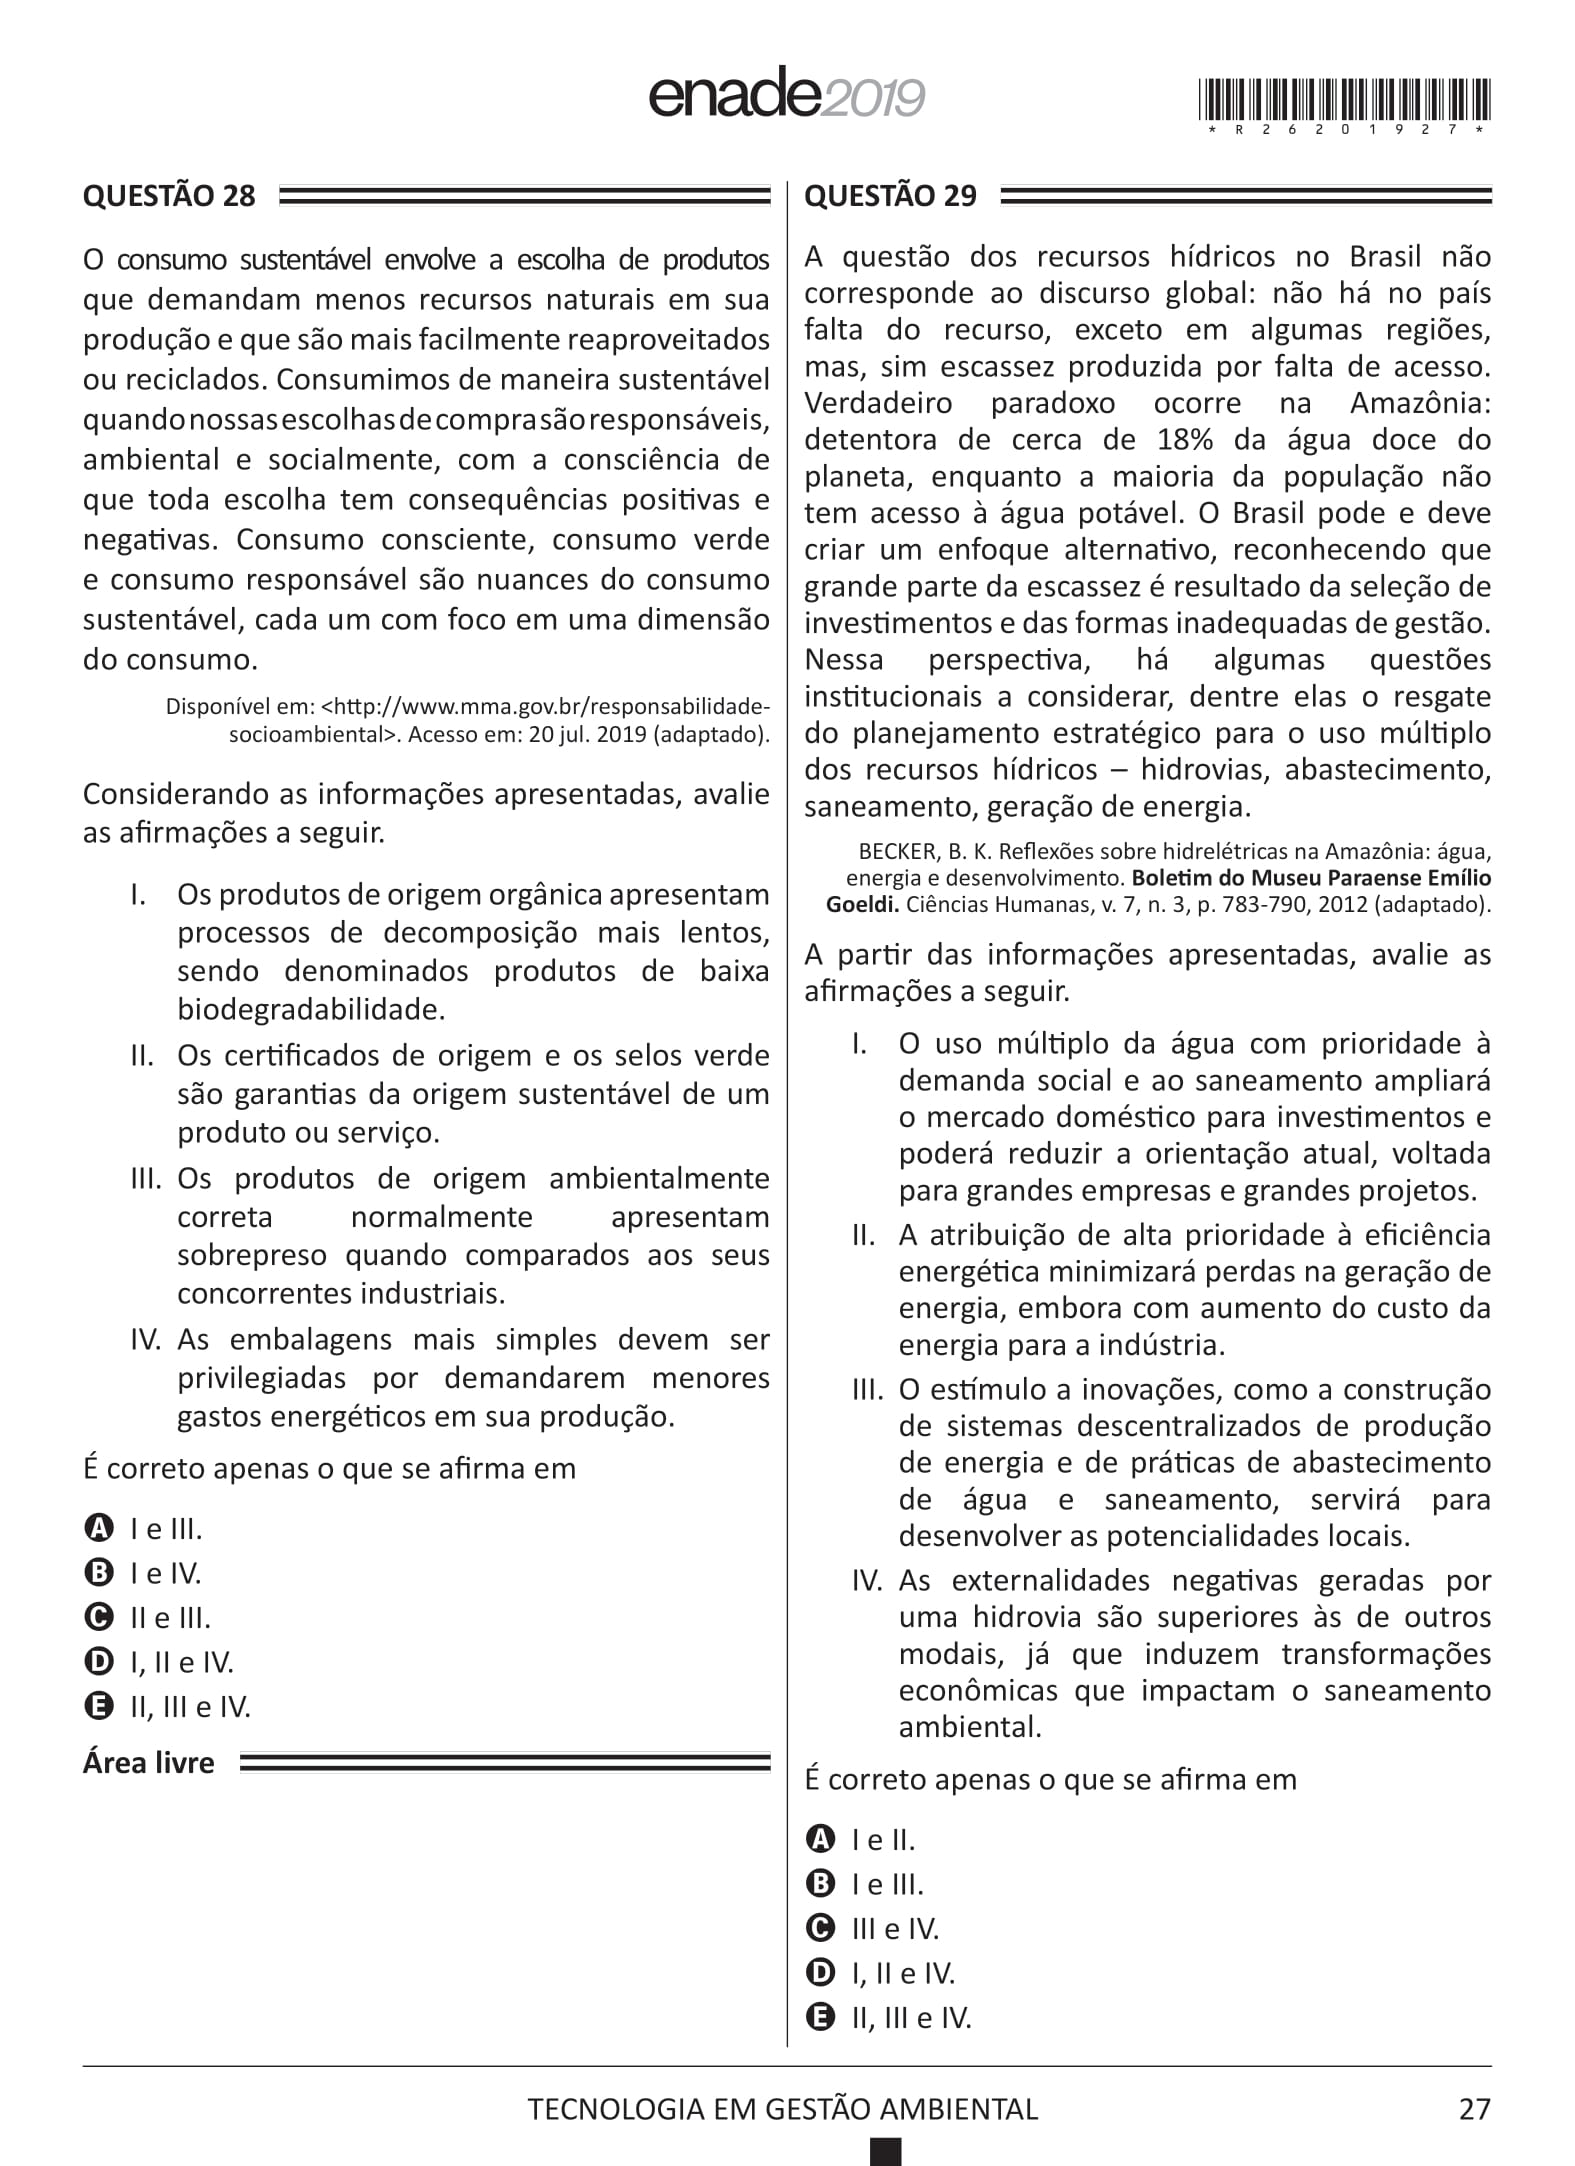 enade2019
*R26201927*
QUESTÃO 28
O consumo sustentável envolve a escolha de produtos
que demandam menos recursos naturais em sua
produção e que são mais facilmente reaproveitados
ou reciclados. Consumimos de maneira sustentável
quando nossas escolhas de compra são responsáveis,
ambiental e socialmente, com a consciência de
que toda escolha tem consequências positivas e
negativas. Consumo consciente, consumo verde
e consumo responsável são nuances do consumo
sustentável, cada um com foco em uma dimensão
do consumo.
Disponível em: <http://www.mma.gov.br/responsabilidade-
socioambiental>. Acesso em: 20 jul. 2019 (adaptado).
Considerando as informações apresentadas, avalie
as afirmações a seguir.
I. Os produtos de origem orgânica apresentam
processos de decomposição mais lentos,
sendo denominados produtos de baixa
biodegradabilidade.
II. Os certificados de origem e os selos verde
são garantias da origem sustentável de um
produto ou serviço.
III. Os produtos de origem ambientalmente
correta normalmente apresentam
sobrepreso quando comparados aos seus
concorrentes industriais.
IV. As embalagens mais simples devem ser
privilegiadas por demandarem menores
gastos energéticos em sua produção.
É correto apenas o que se afirma em
A I e III.
B I e IV.
C II e III.
D I, II e IV.
E II, III e IV.
Área livre
QUESTÃO 29
A questão dos recursos hídricos no Brasil não
corresponde ao discurso global: não há no país
falta do recurso, exceto em algumas regiões,
mas, sim escassez produzida por falta de acesso.
Verdadeiro paradoxo ocorre na Amazônia:
detentora de cerca de 18% da água doce do
planeta, enquanto a maioria da população não
tem acesso à água potável. O Brasil pode e deve
criar um enfoque alternativo, reconhecendo que
grande parte da escassez é resultado da seleção de
investimentos e das formas inadequadas de gestão.
Nessa perspectiva, há algumas questões
institucionais a considerar, dentre elas o resgate
do planejamento estratégico para o uso múltiplo
dos recursos hídricos – hidrovias, abastecimento,
saneamento, geração de energia.
BECKER, B. K. Reflexões sobre hidrelétricas na Amazônia: água,
energia e desenvolvimento. Boletim do Museu Paraense Emílio
Goeldi. Ciências Humanas, v. 7, n. 3, p. 783-790, 2012 (adaptado).
A partir das informações apresentadas, avalie as
afirmações a seguir.
I. O uso múltiplo da água com prioridade à
demanda social e ao saneamento ampliará
o mercado doméstico para investimentos e
poderá reduzir a orientação atual, voltada
para grandes empresas e grandes projetos.
II. A atribuição de alta prioridade à eficiência
energética minimizará perdas na geração de
energia, embora com aumento do custo da
energia para a indústria.
III. O estímulo a inovações, como a construção
de sistemas descentralizados de produção
de energia e de práticas de abastecimento
de água e saneamento, servirá para
desenvolver as potencialidades locais.
IV. As externalidades negativas geradas por
uma hidrovia são superiores às de outros
modais, já que induzem transformações
econômicas que impactam o saneamento
ambiental.
É correto apenas o que se afirma em
A I e II.
B I e III.
C III e IV.
D I, II e IV.
E II, III e IV.
TECNOLOGIA EM GESTÃO AMBIENTAL
27